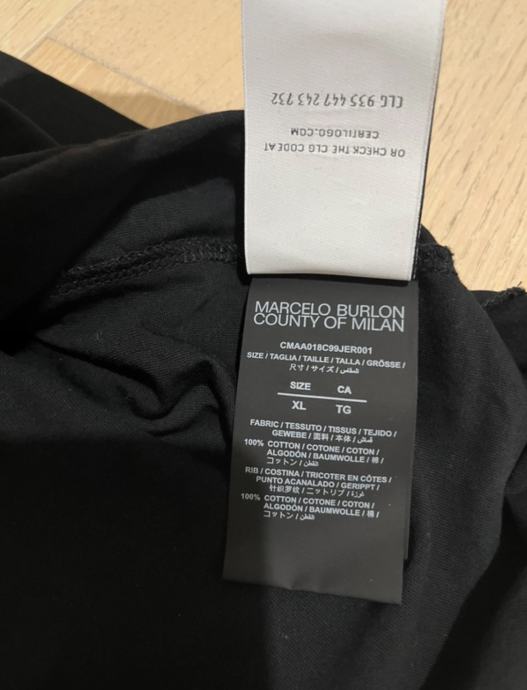 CLG 935 447 243 732
CERTILOGO.COM
OR CHECK THE CLG CODE AT
MARCELO BURLON
COUNTY OF MILAN
CMAA018C99JER001
SIZE / TAGLIA / TAILLE / TALLA / GRÖSSE /
尺寸 / サイズ /
SIZE CA
XL TG
FABRIC / TESSUTO / TISSUS / TEJIDO /
GEWEBE / 面料 / 本体 / قماش /
100% COTTON / COTONE / COTON /
ALGODÓN / BAUMWOLLE / 棉 /
コットン / القطن /
RIB / COSTINA / TRICOTER EN CÔTES /
PUNTO ACANALADO / GERIPPT /
针织罗纹 / ニットリブ /
100% COTTON / COTONE / COTON /
ALGODÓN / BAUMWOLLE / 棉 /
コットン / القطن /